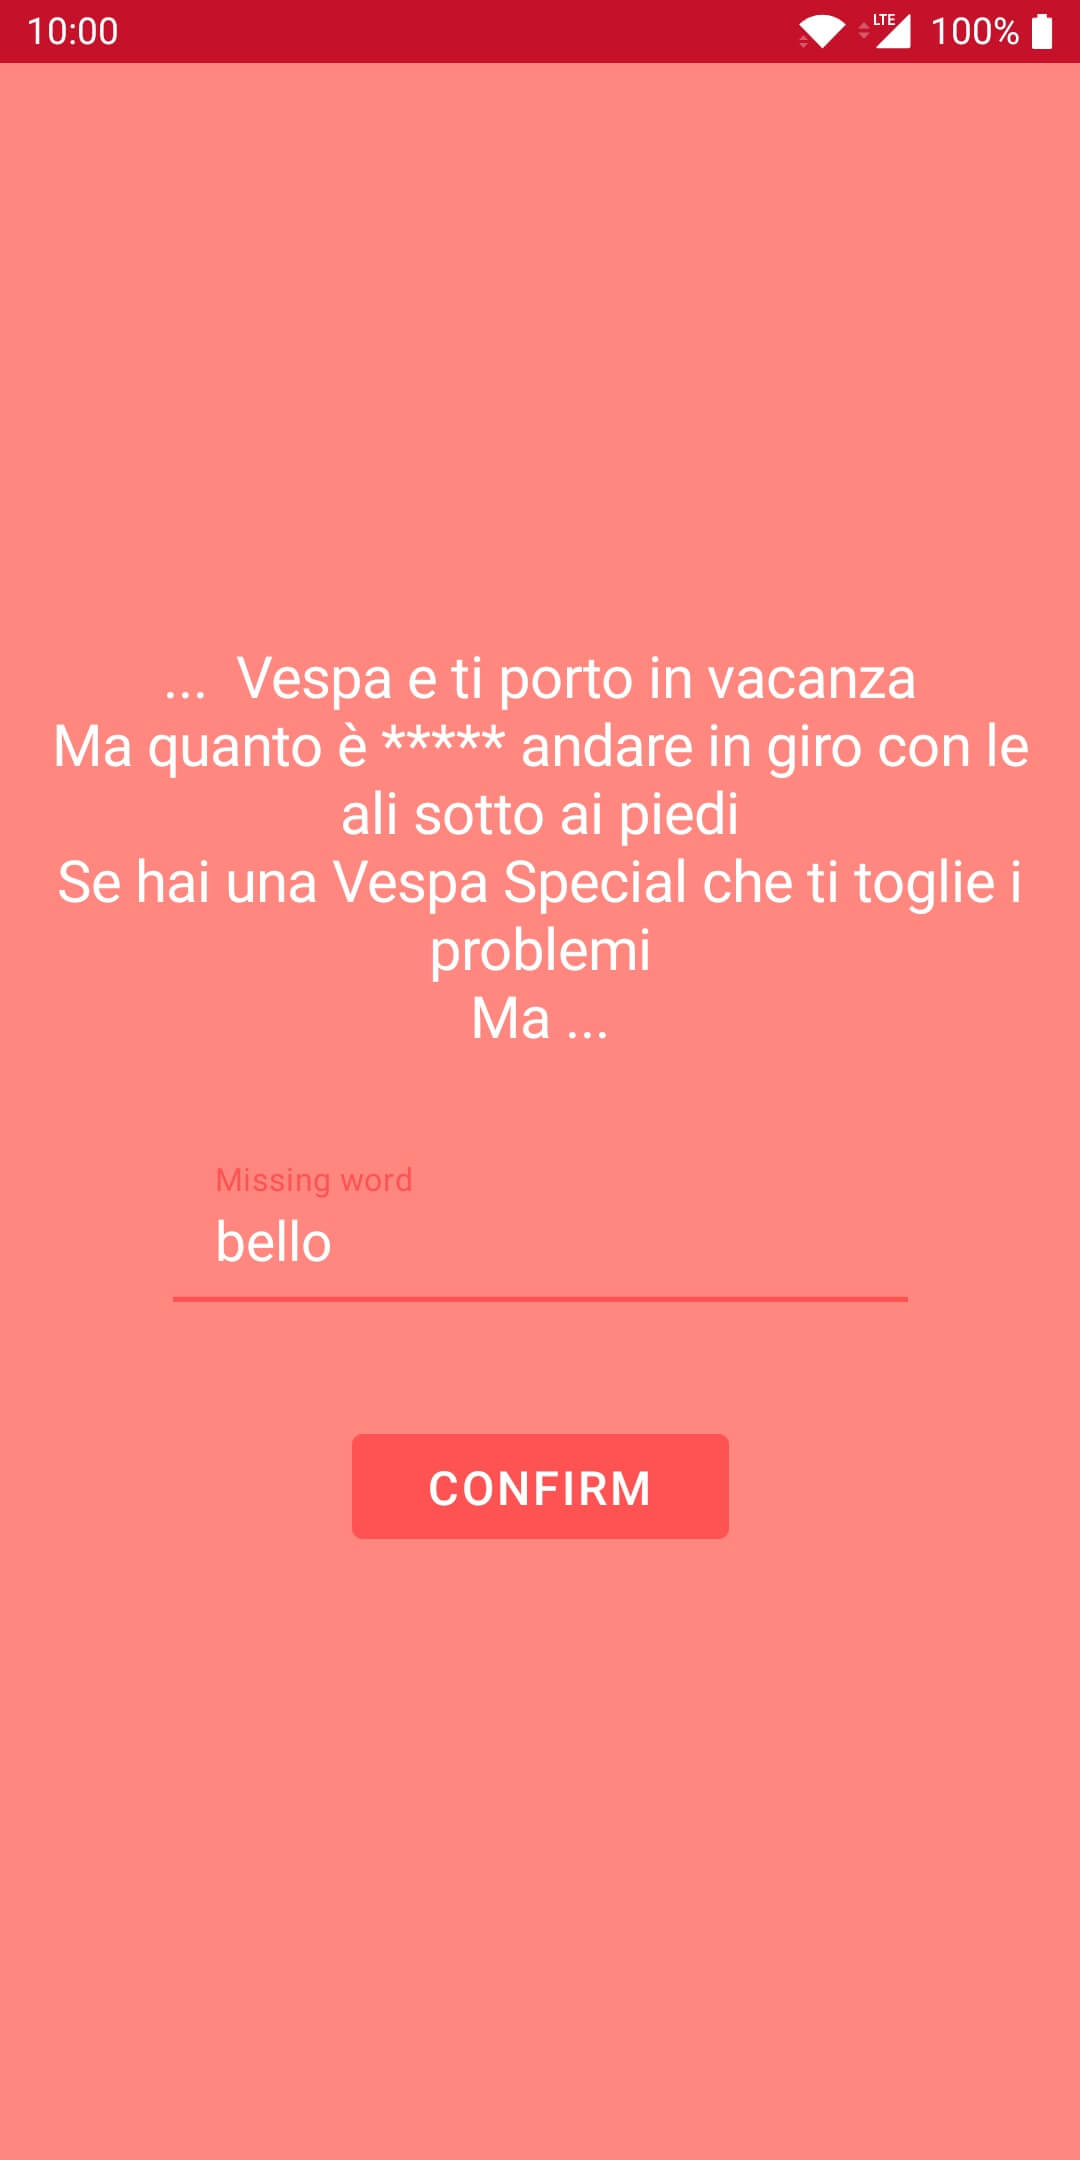 10:00
LTE 100%
... Vespa e ti porto in vacanza
Ma quanto è ***** andare in giro con le
ali sotto ai piedi
Se hai una Vespa Special che ti toglie i
problemi
Ma ...
Missing word
bello
CONFIRM